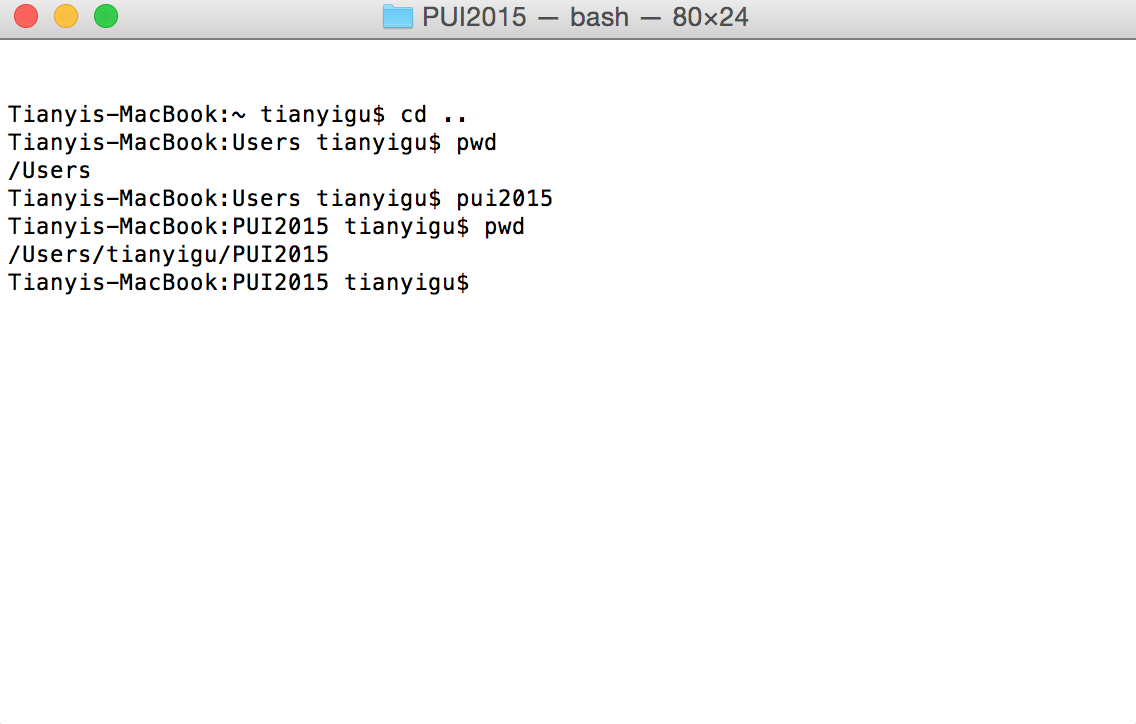 PUI2015 — bash — 80×24
Tianyis-MacBook:~ tianyigu$ cd ..
Tianyis-MacBook:Users tianyigu$ pwd
/Users
Tianyis-MacBook:Users tianyigu$ pui2015
Tianyis-MacBook:PUI2015 tianyigu$ pwd
/Users/tianyigu/PUI2015
Tianyis-MacBook:PUI2015 tianyigu$